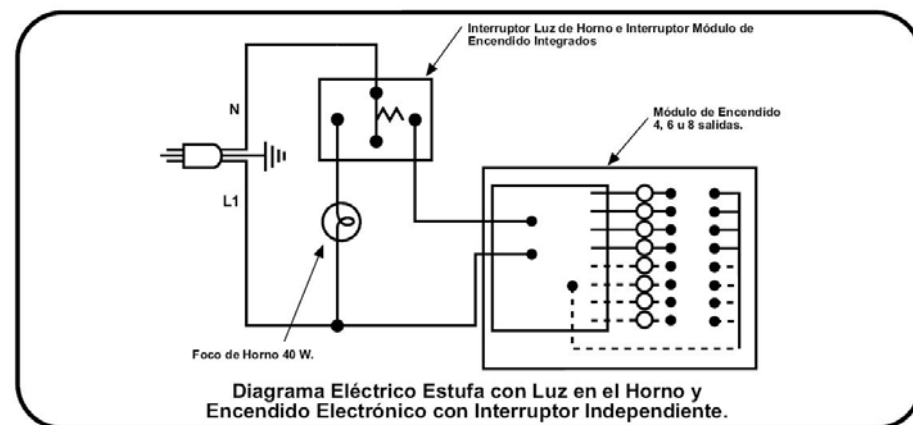 Interruptor Luz de Horno e Interruptor Módulo de
Encendido Integrados
N
Módulo de Encendido
4, 6 u 8 salidas.
L1
Foco de Horno 40 W.
Diagrama Eléctrico Estufa con Luz en el Horno y
Encendido Electrónico con Interruptor Independiente.